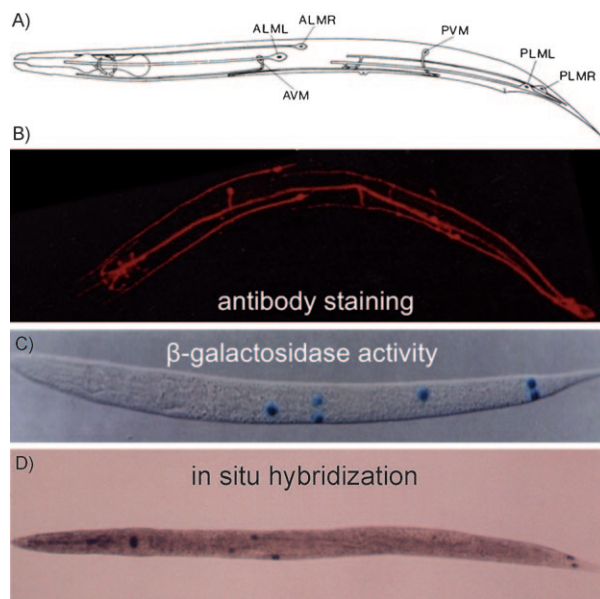 A)
ALML
ALMR
PVM
PLML
PLMR
AVM
B)
antibody staining
C)
β-galactosidase activity
D)
in situ hybridization